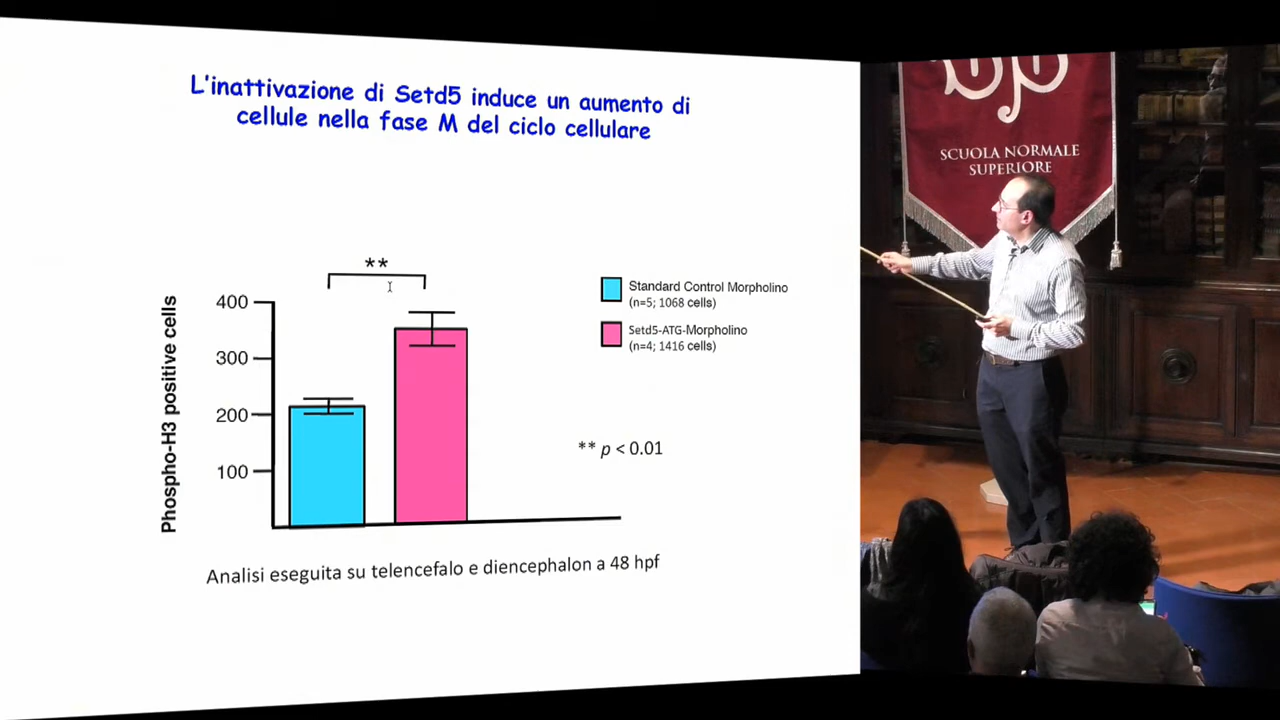 L'inattivazione di Setd5 induce un aumento di
cellule nella fase M del ciclo cellulare
**
Phospho-H3 positive cells
400
300
200
100
Standard Control Morpholino
(n=5; 1068 cells)
Setd5-ATG-Morpholino
(n=4; 1416 cells)
** p < 0.01
Analisi eseguita su telencefalo e diencephalon a 48 hpf
SCUOLA NORMALE
SUPERIORE